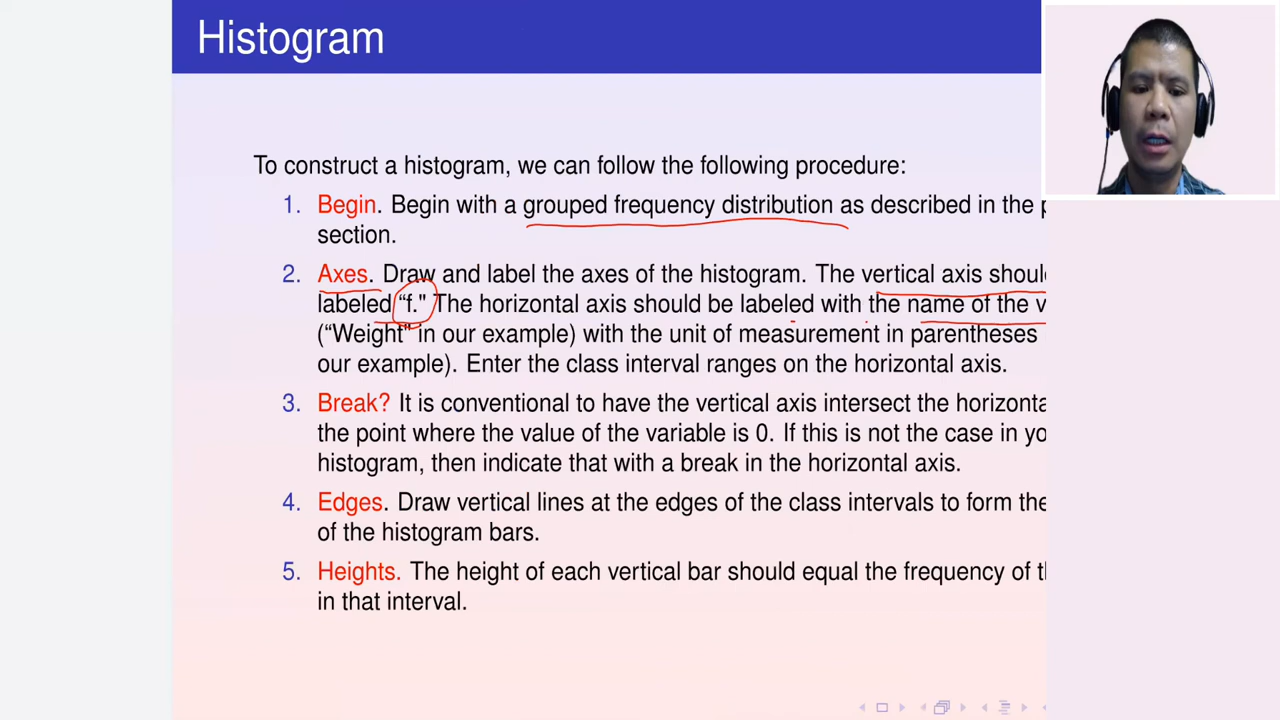 Histogram
To construct a histogram, we can follow the following procedure:
1. Begin. Begin with a grouped frequency distribution as described in the
section.
2. Axes. Draw and label the axes of the histogram. The vertical axis
labeled “f." The horizontal axis should be labeled with the name of the
(“Weight" in our example) with the unit of measurement in parentheses
our example). Enter the class interval ranges on the horizontal axis.
3. Break? It is conventional to have the vertical axis intersect the
the point where the value of the variable is 0. If this is not the case in
histogram, then indicate that with a break in the horizontal axis.
4. Edges. Draw vertical lines at the edges of the class intervals to form the
of the histogram bars.
5. Heights. The height of each vertical bar should equal the frequency of
in that interval.